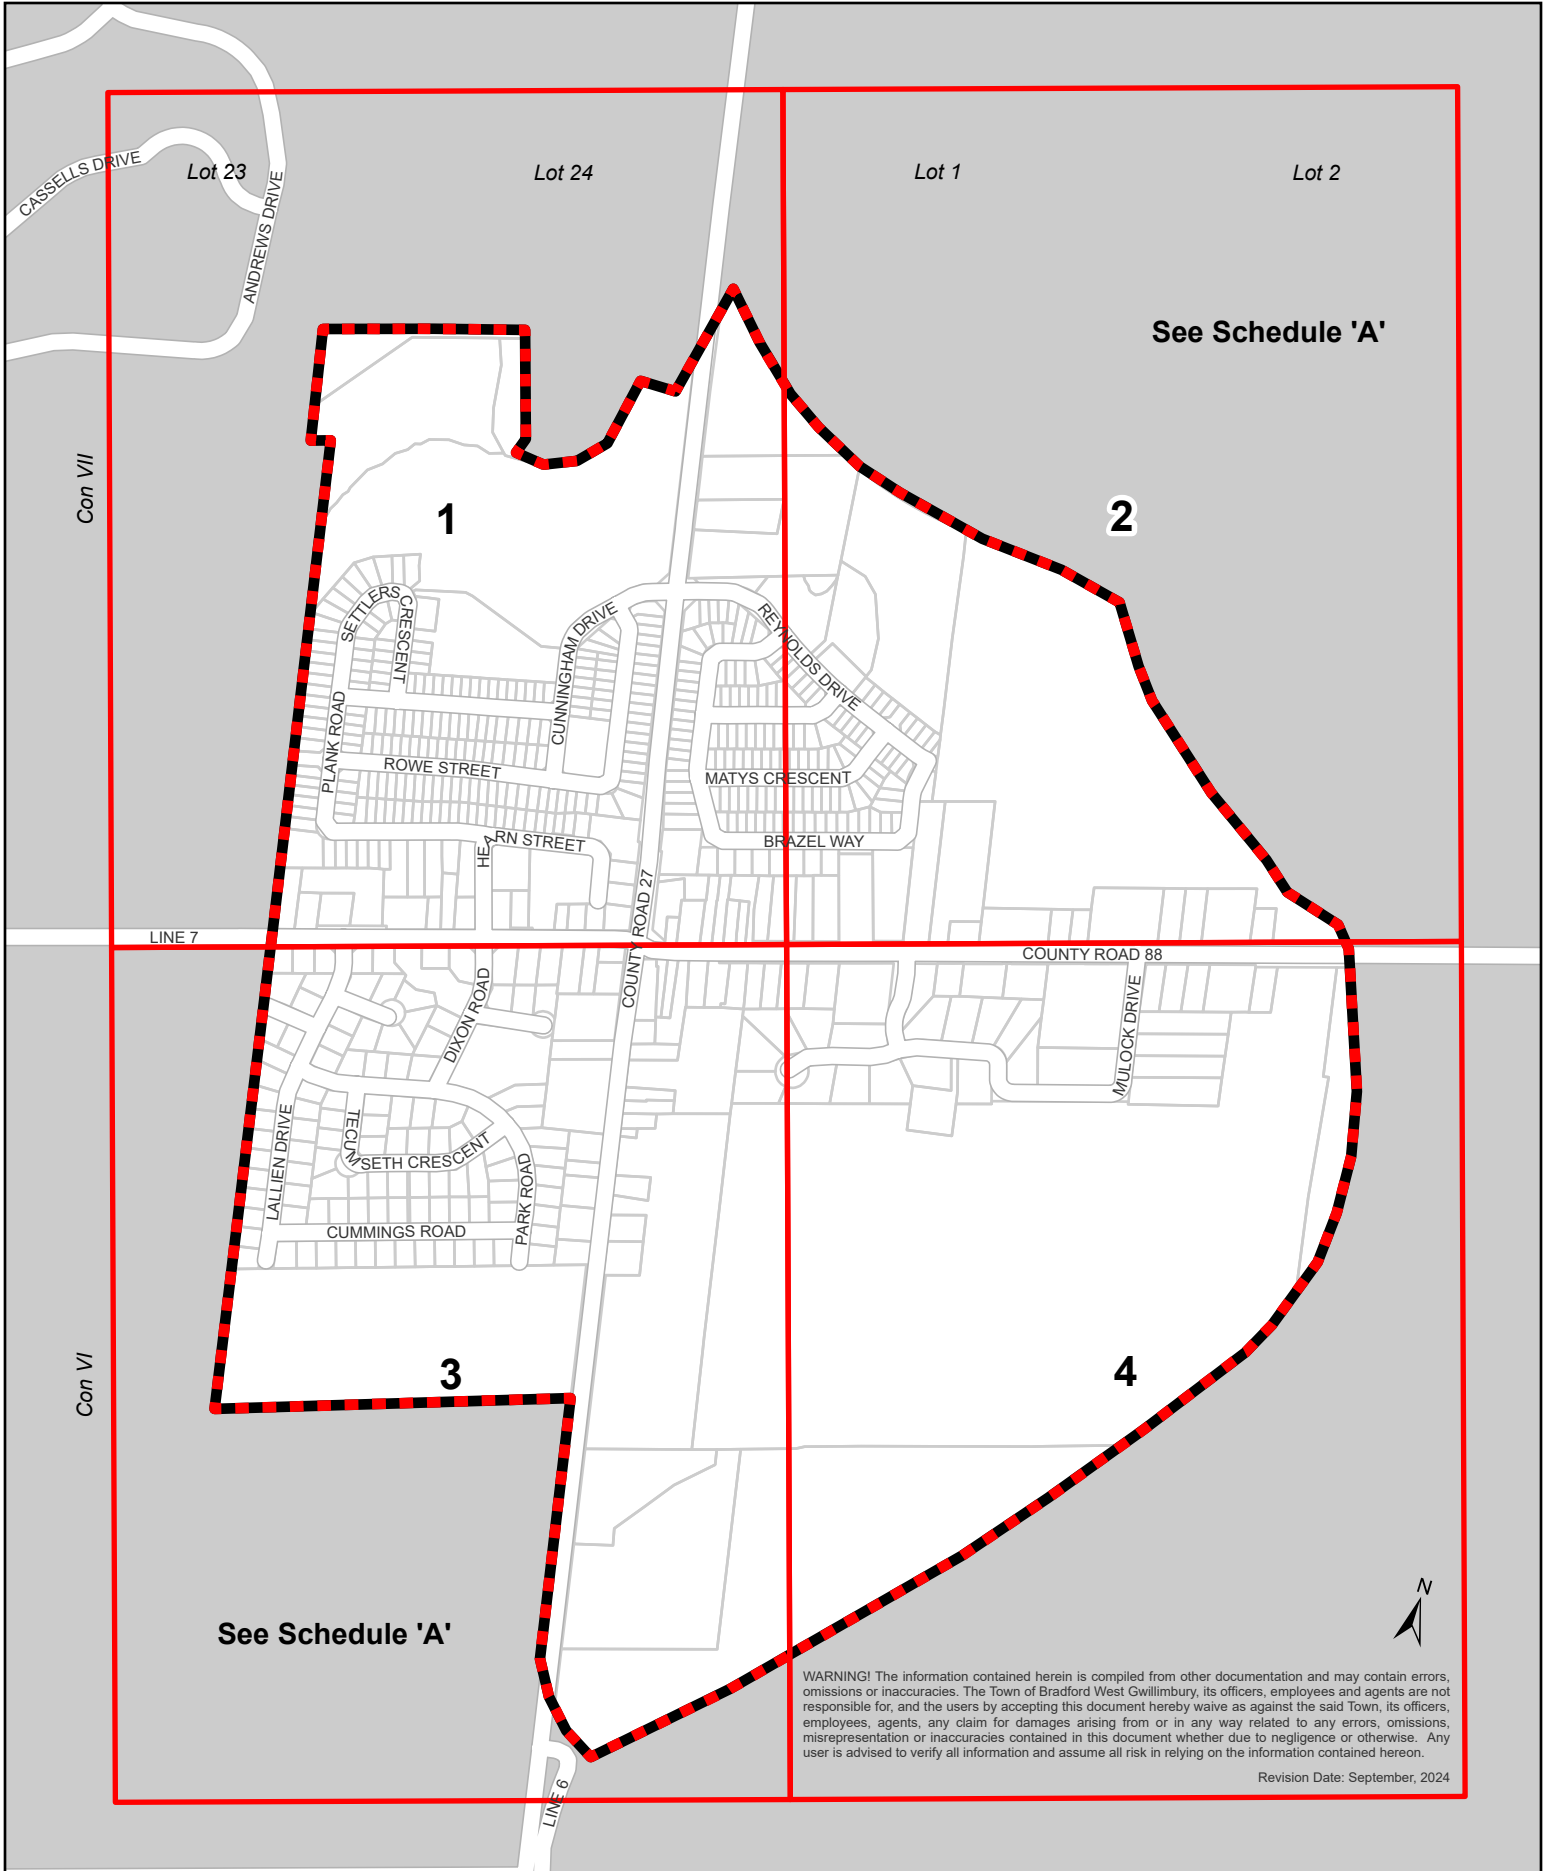 CASSELLS DRIVE
Lot 23
Lot 24
Lot 1
Lot 2
ANDREWS DRIVE
See Schedule 'A'
Con VII
1
2
SETTLERS CRESCENT
CUNNINGHAM DRIVE
REYNOLDS DRIVE
PLANK ROAD
ROWE STREET
MATYS CRESCENT
HEARN STREET
BRAZEL WAY
COUNTY ROAD 27
LINE 7
COUNTY ROAD 88
DIXON ROAD
MULOCK DRIVE
LALLIEN DRIVE
TECUMSETH CRESCENT
PARK ROAD
CUMMINGS ROAD
Con VI
3
4
See Schedule 'A'
N
WARNING! The information contained herein is compiled from other documentation and may contain errors,
omissions or inaccuracies. The Town of Bradford West Gwillimbury, its officers, employees and agents are not
responsible for, and the users by accepting this document hereby waive as against the said Town, its officers,
employees, agents, any claim for damages arising from or in any way related to any errors, omissions,
misrepresentation or inaccuracies contained in this document whether due to negligence or otherwise. Any
user is advised to verify all information and assume all risk in relying on the information contained hereon.
Revision Date: September, 2024
LINE 6